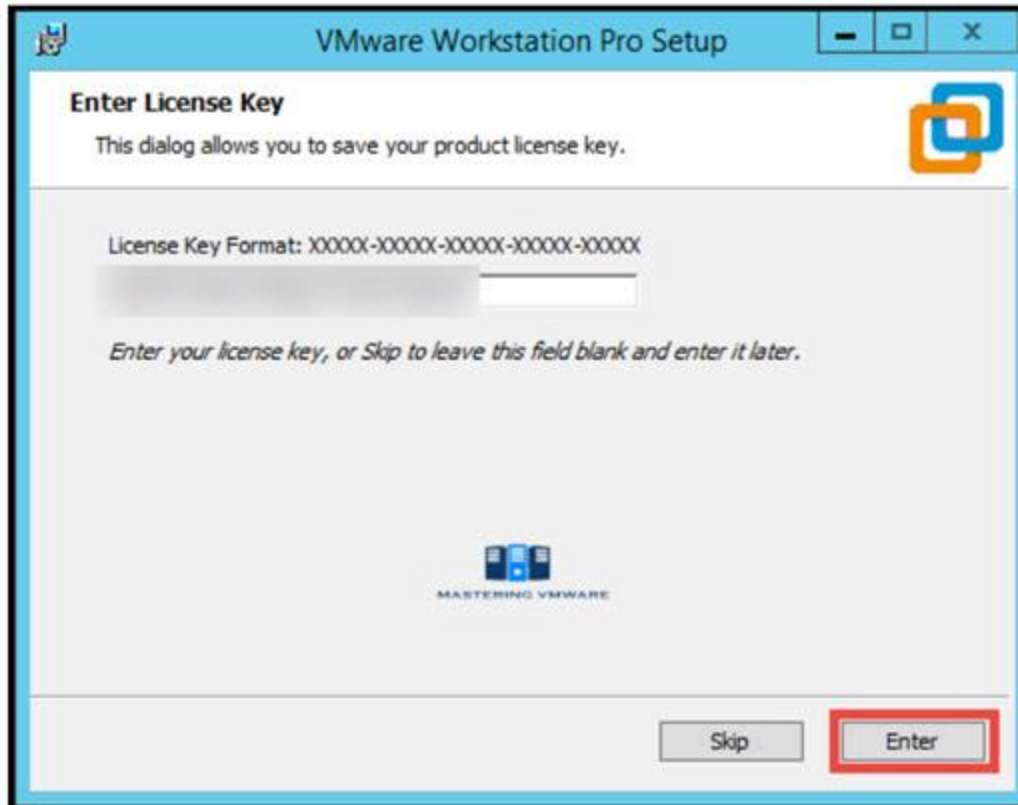 VMware Workstation Pro Setup
Enter License Key
This dialog allows you to save your product license key.
License Key Format: XXXXX-XXXXX-XXXXX-XXXXX-XXXXX
Enter your license key, or Skip to leave this field blank and enter it later.
MASTERING VMWARE
Skip
Enter